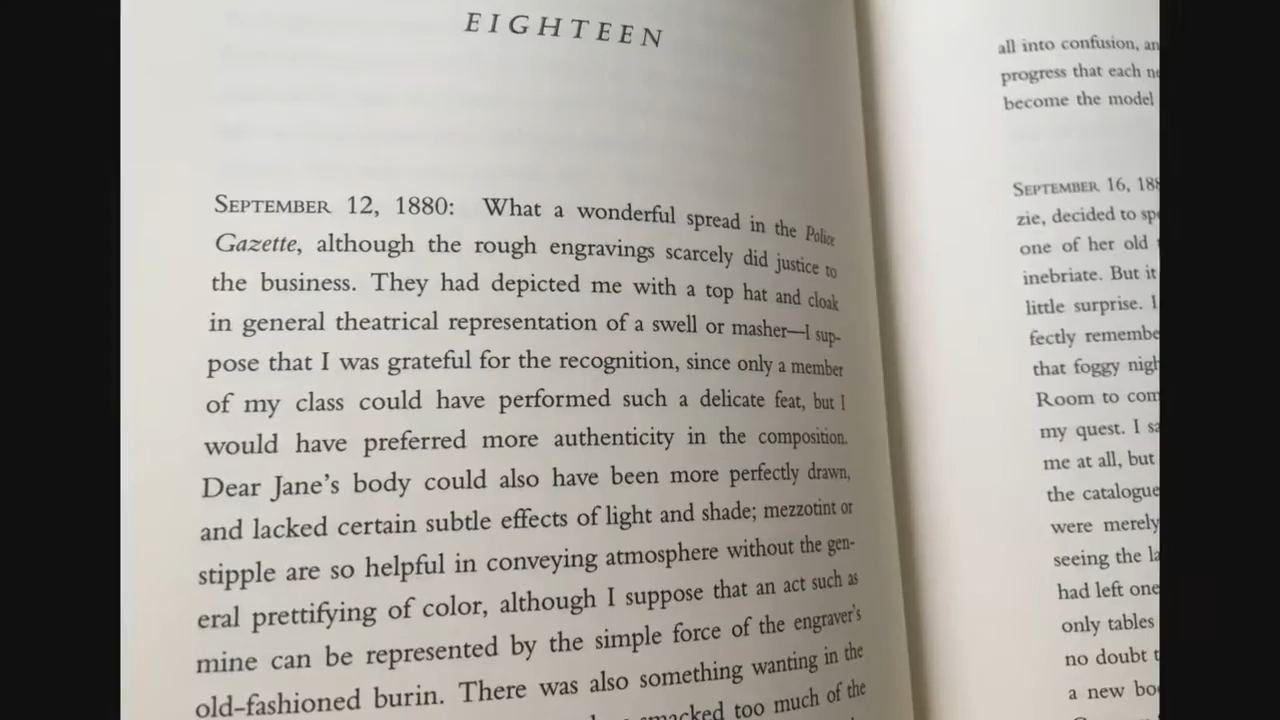 EIGHTEEN
SEPTEMBER 12, 1880: What a wonderful spread in the Police
Gazette, although the rough engravings scarcely did justice to
the business. They had depicted me with a top hat and cloak
in general theatrical representation of a swell or masher—I sup-
pose that I was grateful for the recognition, since only a member
of my class could have performed such a delicate feat, but I
would have preferred more authenticity in the composition.
Dear Jane's body could also have been more perfectly drawn,
and lacked certain subtle effects of light and shade; mezzotint or
stipple are so helpful in conveying atmosphere without the gen-
eral prettifying of color, although I suppose that an act such as
mine can be represented by the simple force of the engraver's
old-fashioned burin. There was also something wanting in the
smacked too much of the
all into confusion, an
progress that each
become the model
SEPTEMBER 16, 188
zie, decided to
one of her old
inebriate. But it
little surprise. I
fectly remembe
that foggy
Room to com
my quest. I
me at all, but
the catalogue
were merely
seeing the
had left one
only tables
no doubt
a new